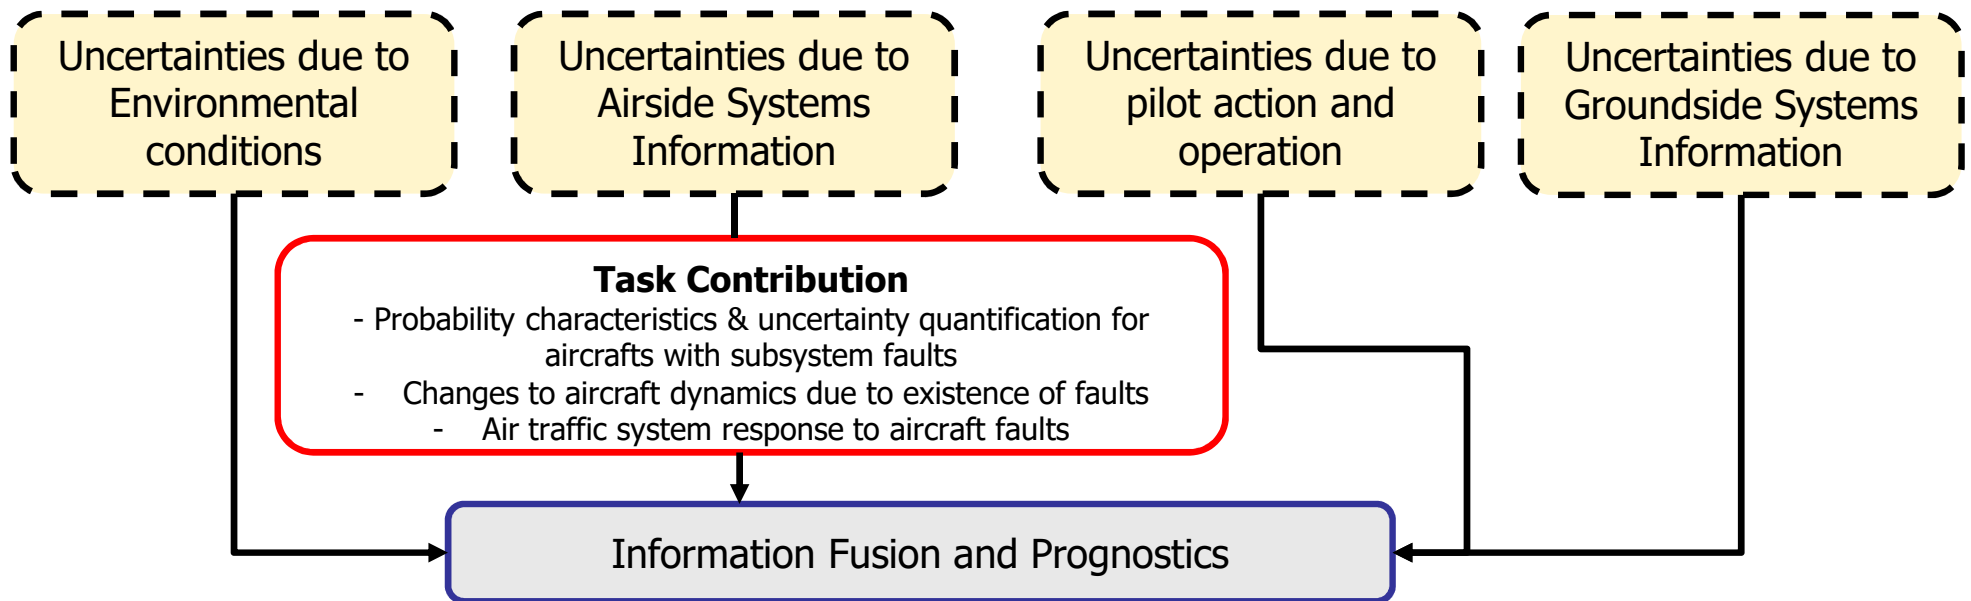 Uncertainties due to
Environmental
conditions
Uncertainties due to
Airside Systems
Information
Uncertainties due to
pilot action and
operation
Uncertainties due to
Groundside Systems
Information
Task Contribution
- Probability characteristics & uncertainty quantification for
aircrafts with subsystem faults
- Changes to aircraft dynamics due to existence of faults
- Air traffic system response to aircraft faults
Information Fusion and Prognostics